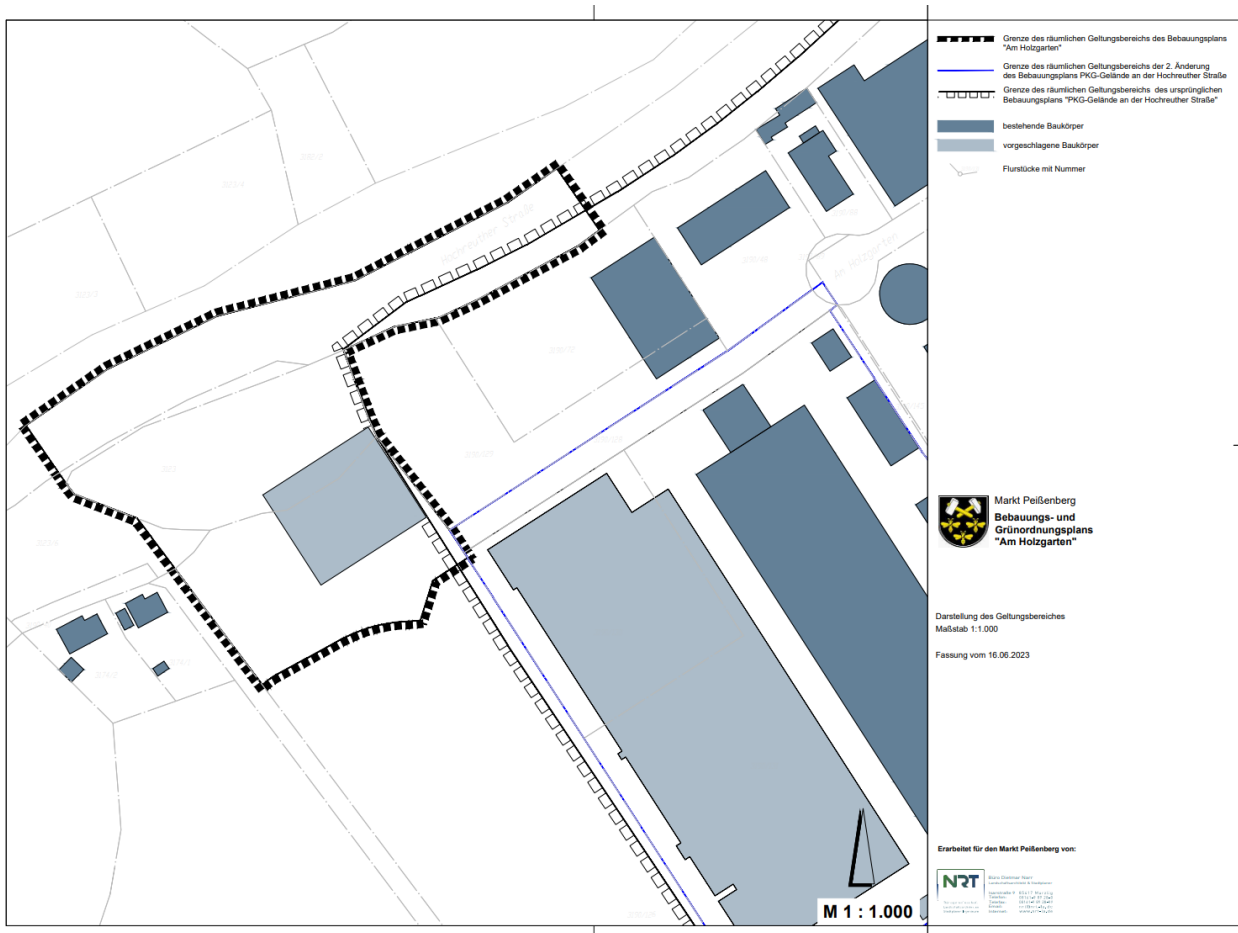 Hochreuther Straße
An Holzgarten
M 1 : 1.000
Grenze des räumlichen Geltungsbereichs des Bebauungsplans
"Am Holzgarten"
Grenze des räumlichen Geltungsbereichs der 2. Änderung
des Bebauungsplans PKG-Gelände an der Hochreuther Straße
Grenze des räumlichen Geltungsbereichs des ursprünglichen
Bebauungsplans "PKG-Gelände an der Hochreuther Straße"
bestehende Baukörper
vorgeschlagene Baukörper
Flurstücke mit Nummer
Markt Peißenberg
Bebauungs- und
Grünordnungsplans
"Am Holzgarten"
Darstellung des Geltungsbereiches
Maßstab 1:1.000
Fassung vom 16.06.2023
Erarbeitet für den Markt Peißenberg von:
NRT